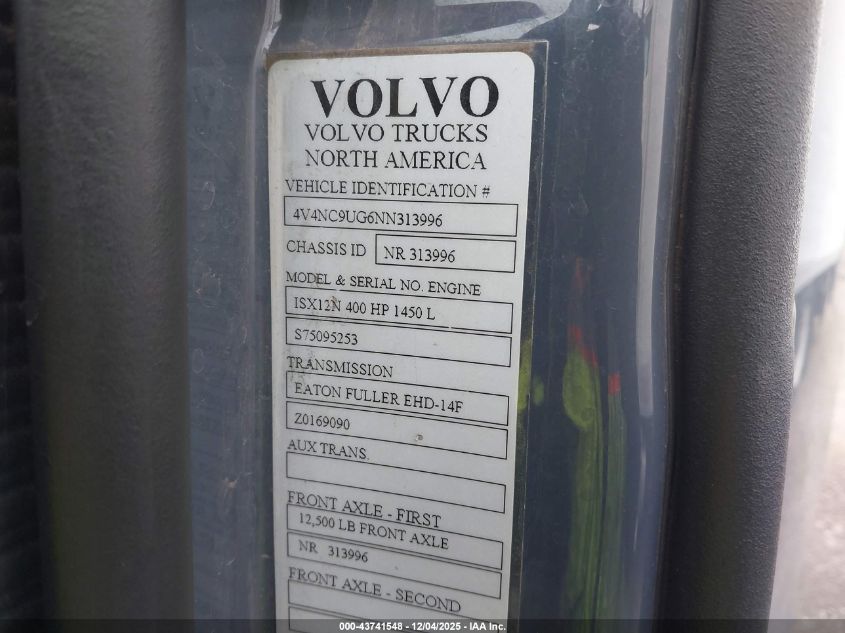 VOLVO
VOLVO TRUCKS
NORTH AMERICA
VEHICLE IDENTIFICATION #
4V4NC9UG6NN313996
CHASSIS ID NR 313996
MODEL & SERIAL NO. ENGINE
ISX12N 400 HP 1450 L
S75095253
TRANSMISSION
EATON FULLER EHD-14F
Z0169090
AUX TRANS.
FRONT AXLE - FIRST
12,500 LB FRONT AXLE
NR 313996
FRONT AXLE - SECOND
000-43741548 - 12/04/2025 - IAA Inc.